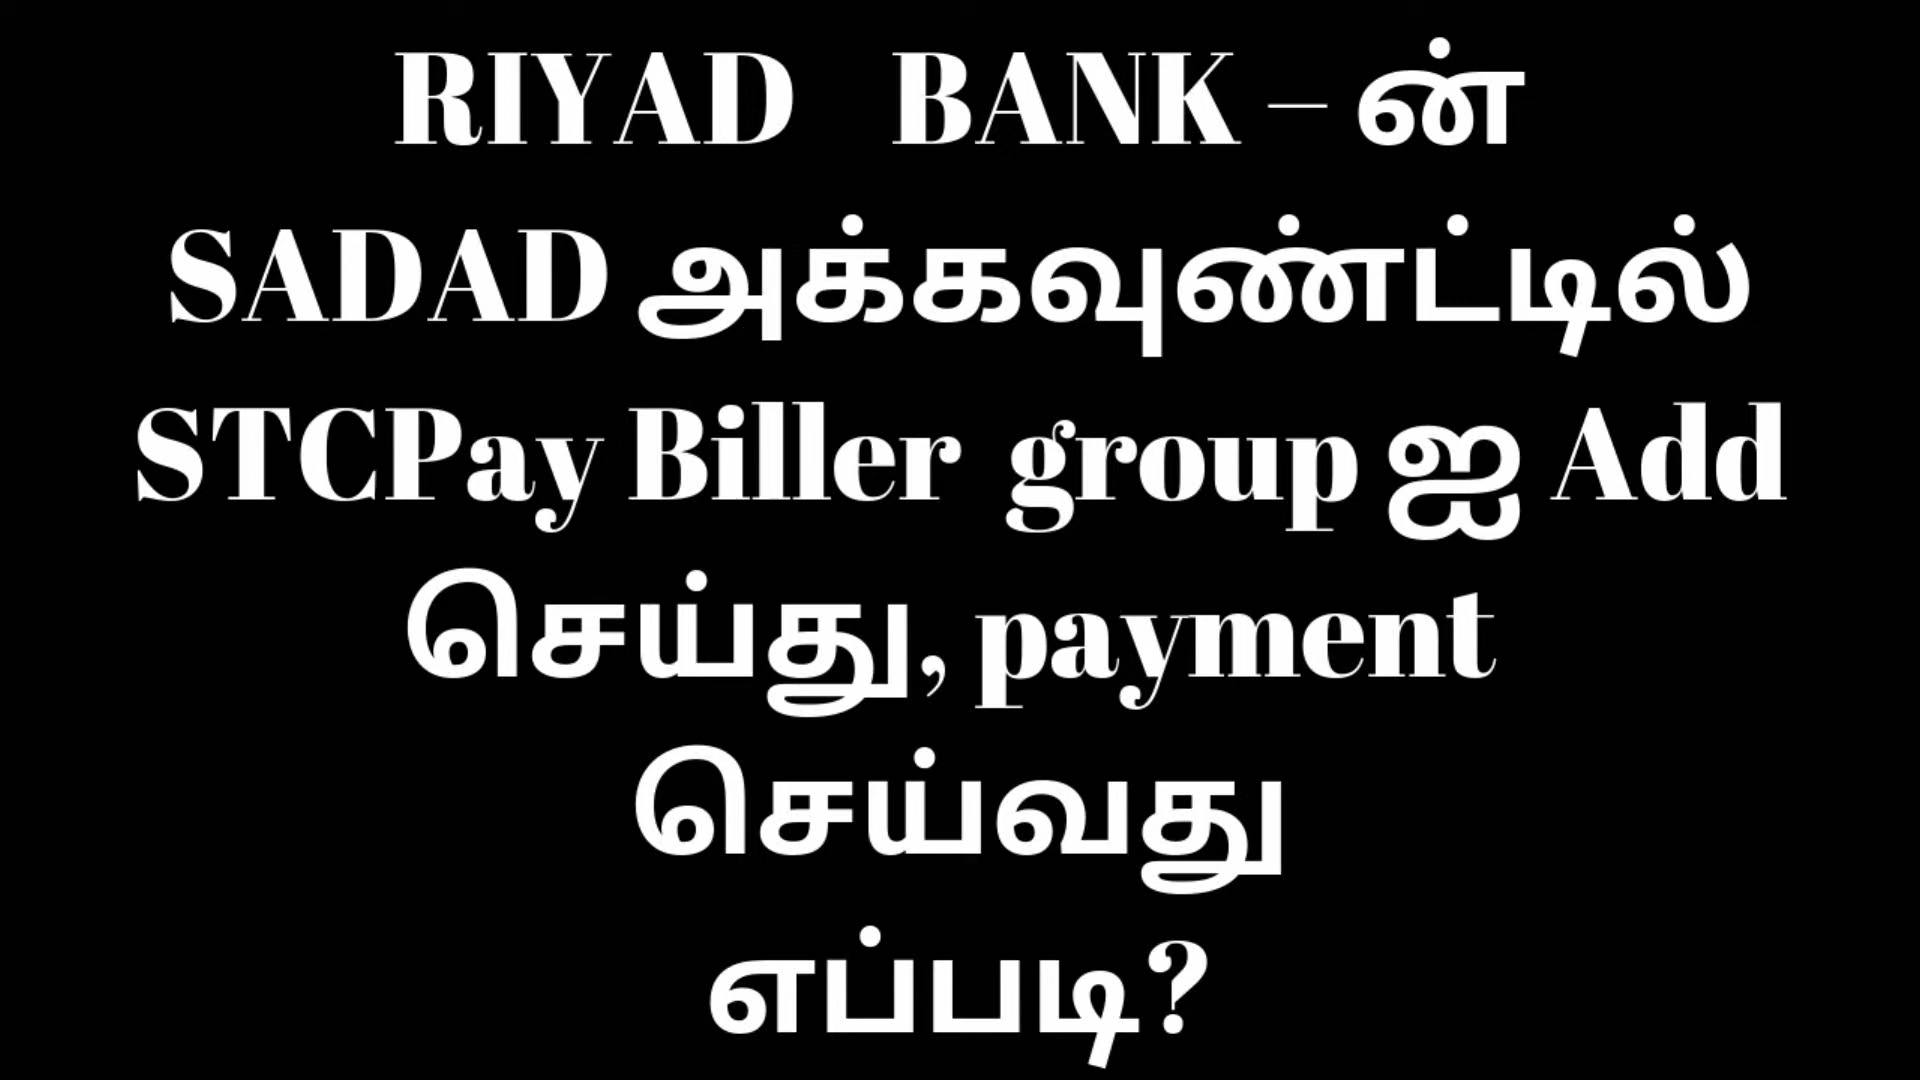 RIYAD BANK – ன்
SADAD அக்கவுண்ட்டில்
STCPay Biller group ஐ Add
செய்து, payment
செய்வது
எப்படி?